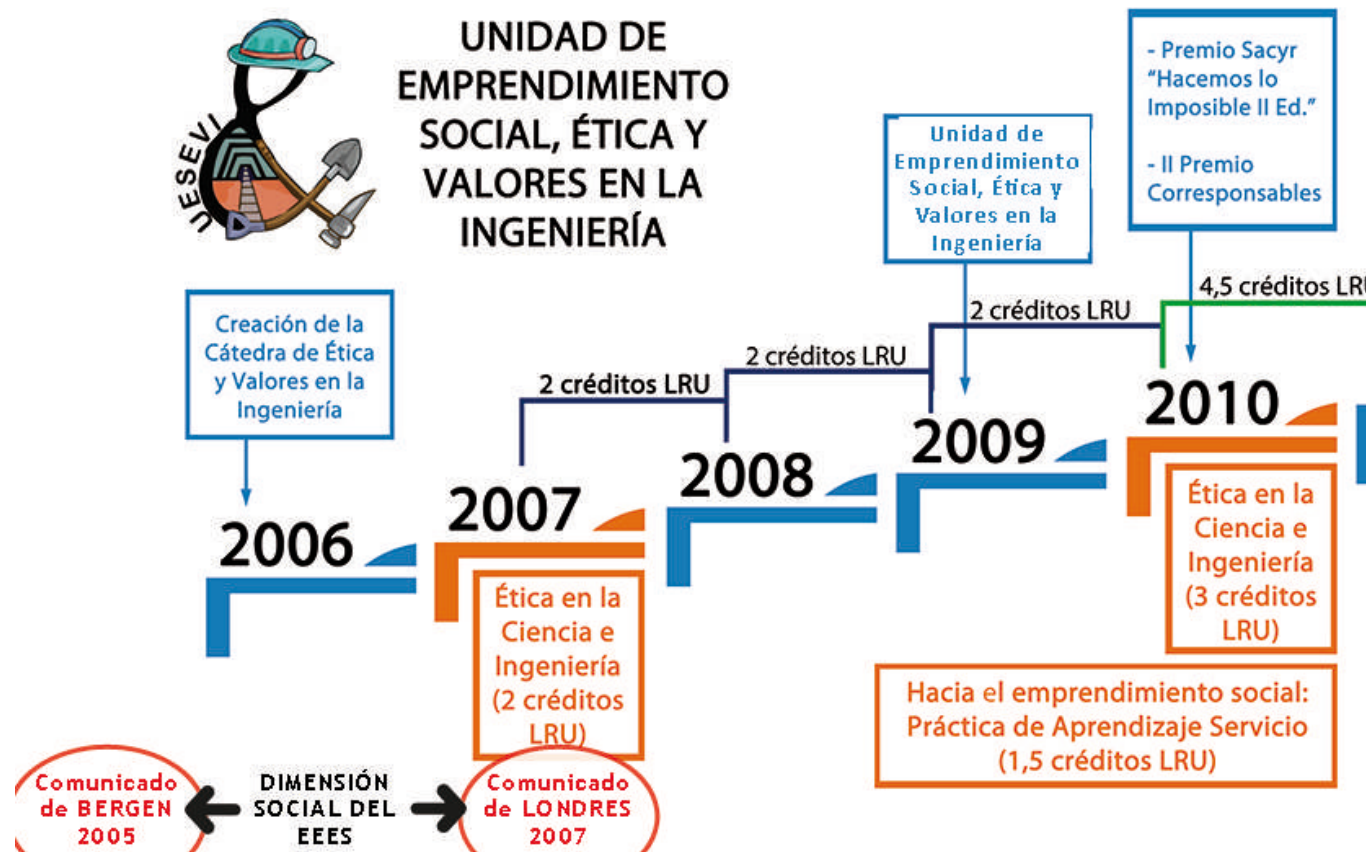 UESEVI
UNIDAD DE
EMPRENDIMIENTO
SOCIAL, ÉTICA Y
VALORES EN LA
INGENIERÍA
- Premio Sacyr
"Hacemos lo
Imposible II Ed."
- II Premio
Corresponsables
Unidad de
Emprendimiento
Social, Ética y
Valores en la
Ingeniería
Creación de la
Cátedra de Ética
y Valores en la
Ingeniería
2 créditos LRU
2 créditos LRU
2 créditos LRU
4,5 créditos LRU
2006
2007
2008
2009
2010
Ética en la
Ciencia e
Ingeniería
(2 créditos
LRU)
Ética en la
Ciencia e
Ingeniería
(3 créditos
LRU)
Hacia el emprendimiento social:
Práctica de Aprendizaje Servicio
(1,5 créditos LRU)
Comunicado
de BERGEN
2005
DIMENSIÓN
SOCIAL DEL
EEES
Comunicado
de LONDRES
2007